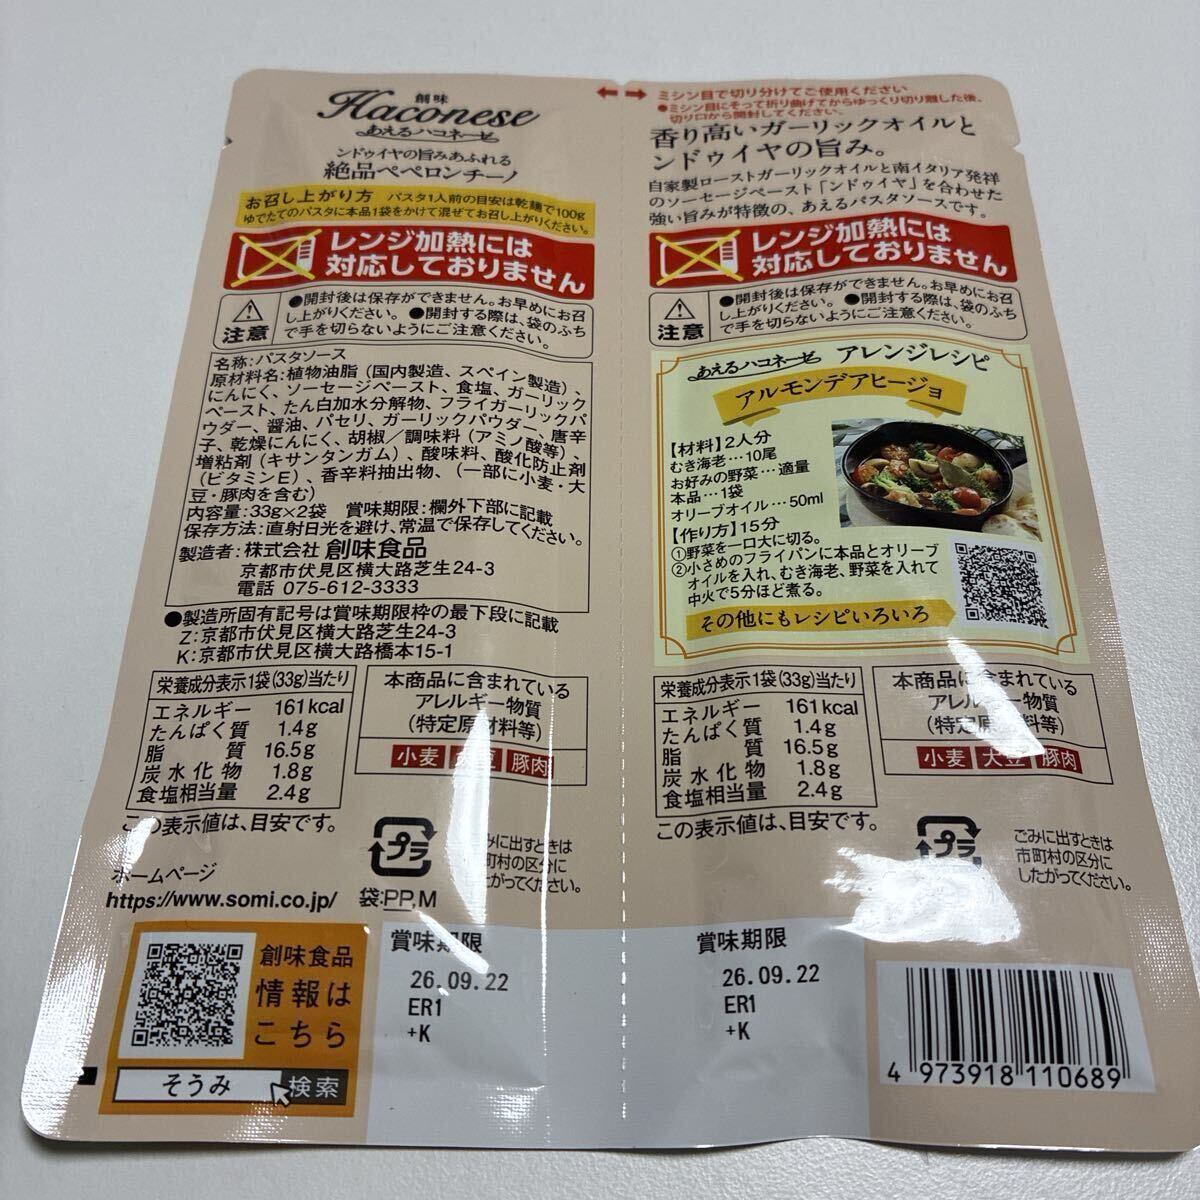 創味
Haconese
あえるハコネーゼ
ンドゥイヤの旨みあふれる
絶品ペペロンチーノ
お召し上がり方 パスタ1人前の目安は乾麺で100g
ゆでたてのパスタに本品1袋をかけて混ぜてお召し上がりください。
レンジ加熱には
対応しておりません
注意
●開封後は保存ができません。お早めにお召
し上がりください。 ●開封する際は、袋のふち
で手を切らないようにご注意ください。
名称:パスタソース
原材料名:植物油脂(国内製造、スペイン製造)、
にんにく、ソーセージペースト、食塩、ガーリック
ペースト、たん白加水分解物、フライガーリックパ
ウダー、醤油、パセリ、ガーリックパウダー、唐辛
子、乾燥にんにく、胡椒/調味料(アミノ酸等)、
増粘剤(キサンタンガム)、酸味料、酸化防止剤
(ビタミンE)、香辛料抽出物、(一部に小麦・大
豆・豚肉を含む)
内容量:33g×2袋 賞味期限:欄外下部に記載
保存方法:直射日光を避け、常温で保存してください。
製造者:株式会社 創味食品
京都市伏見区横大路芝生24-3
電話 075-612-3333
●製造所固有記号は賞味期限枠の最下段に記載
Z:京都市伏見区横大路芝生24-3
K:京都市伏見区横大路橋本15-1
栄養成分表示1袋(33g)当たり
エネルギー 161kcal
たんぱく質 1.4g
脂質 16.5g
炭水化物 1.8g
食塩相当量 2.4g
この表示値は、目安です。
本商品に含まれている
アレルギー物質
(特定原材料等)
小麦 豚肉
プラ
みに出すときは
町村の区分に
たがってください。
ホームページ
https://www.somi.co.jp/
袋:PP,M
創味食品
情報は
こちら
そうみ 検索
賞味期限
26.09.22
ER1
+K
ミシン目で切り分けてご使用ください
●ミシン目にそって折り曲げてからゆっくり切り離した後、
切り口から開封してください。
香り高いガーリックオイルと
ンドゥイヤの旨み。
自家製ローストガーリックオイルと南イタリア発祥
のソーセージペースト「ンドゥイヤ」を合わせた
強い旨みが特徴の、あえるパスタソースです。
レンジ加熱には
対応しておりません
注意
●開封後は保存ができません。お早めにお召
し上がりください。 ●開封する際は、袋のふち
で手を切らないようにご注意ください。
あえるハコネーゼ アレンジレシピ
アルモンデアヒージョ
【材料】2人分
むき海老…10尾
お好みの野菜…適量
本品…1袋
オリーブオイル…50ml
【作り方】15分
①野菜を一口大に切る。
②小さめのフライパンに本品とオリーブ
オイルを入れ、むき海老、野菜を入れて
中火で5分ほど煮る。
その他にもレシピいろいろ
栄養成分表示1袋(33g)当たり
エネルギー 161kcal
たんぱく質 1.4g
脂質 16.5g
炭水化物 1.8g
食塩相当量 2.4g
この表示値は、目安です。
本商品に含まれている
アレルギー物質
(特定原材料等)
小麦 大豆 豚肉
プラ
ごみに出すときは
市町村の区分に
したがってください。
賞味期限
26.09.22
ER1
+K
4 973918 110689